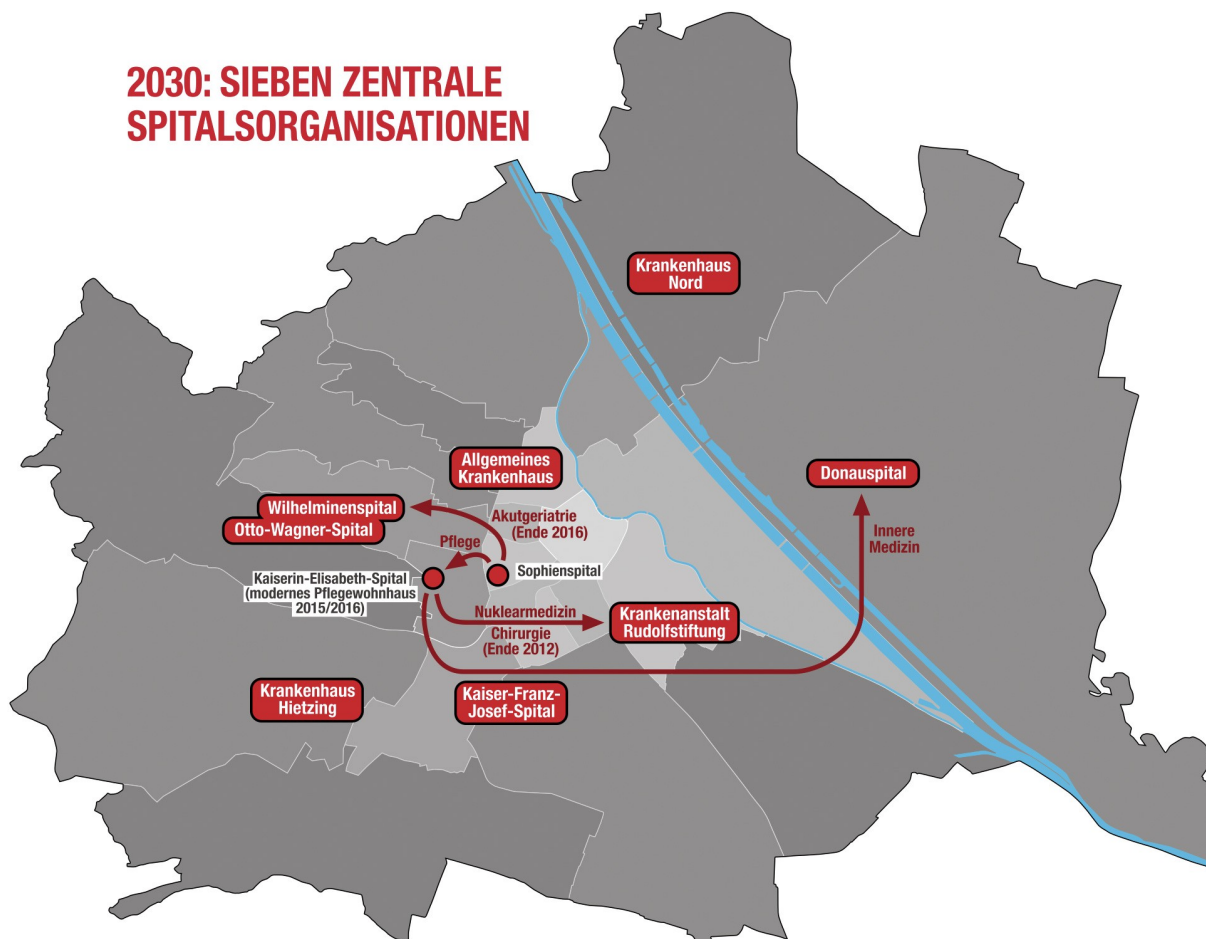 2030: SIEBEN ZENTRALE
SPITALSORGANISATIONEN
Krankenhaus
Nord
Allgemeines
Krankenhaus
Donauspital
Wilhelminenspital
Otto-Wagner-Spital
Akutgeriatrie
(Ende 2016)
Innere
Medizin
Pflege
Sophienspital
Kaiserin-Elisabeth-Spital
(modernes Pflegewohnhaus
2015/2016)
Nuklearmedizin
Chirurgie
(Ende 2012)
Krankenanstalt
Rudolfstiftung
Krankenhaus
Hietzing
Kaiser-Franz-
Josef-Spital